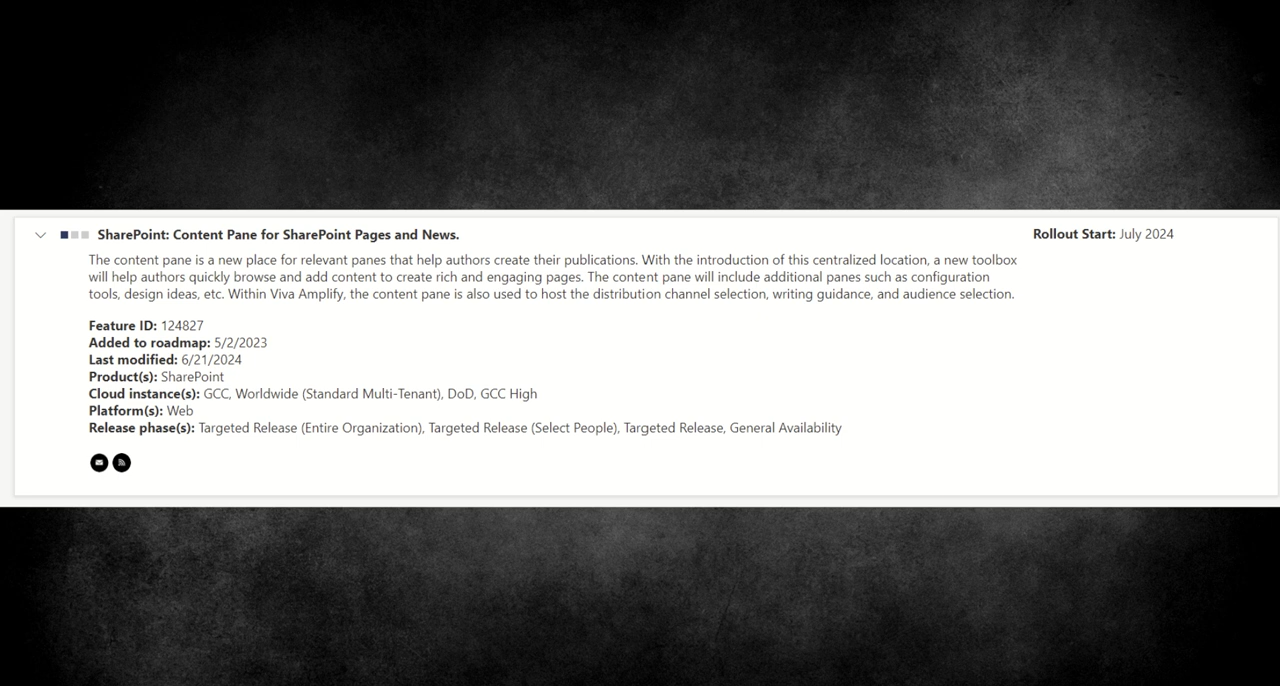 SharePoint: Content Pane for SharePoint Pages and News.
Rollout Start: July 2024
The content pane is a new place for relevant panes that help authors create their publications. With the introduction of this centralized location, a new toolbox
will help authors quickly browse and add content to create rich and engaging pages. The content pane will include additional panes such as configuration
tools, design ideas, etc. Within Viva Amplify, the content pane is also used to host the distribution channel selection, writing guidance, and audience selection.
Feature ID: 124827
Added to roadmap: 5/2/2023
Last modified: 6/21/2024
Product(s): SharePoint
Cloud instance(s): GCC, Worldwide (Standard Multi-Tenant), DoD, GCC High
Platform(s): Web
Release phase(s): Targeted Release (Entire Organization), Targeted Release (Select People), Targeted Release, General Availability